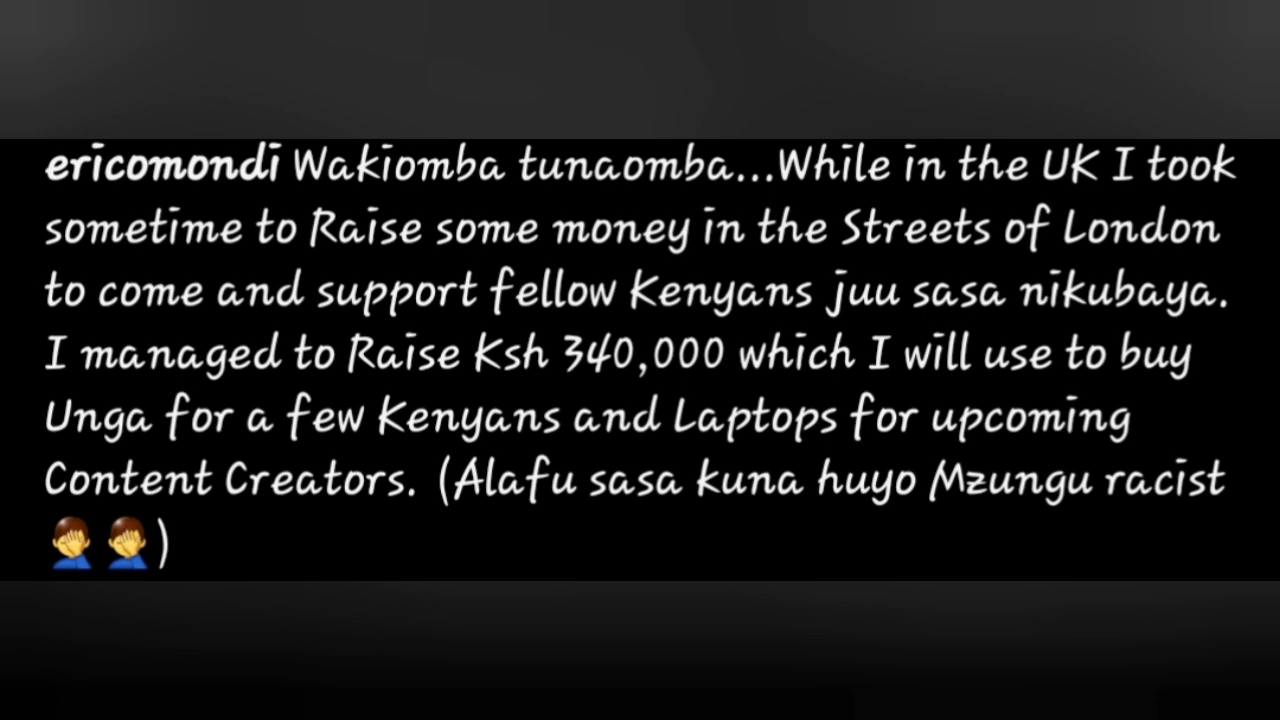 ericomondi Wakiomba tunaomba...While in the UK I took
sometime to Raise some money in the Streets of London
to come and support fellow Kenyans juu sasa nikubaya.
I managed to Raise Ksh 340,000 which I will use to buy
Unga for a few Kenyans and Laptops for upcoming
Content Creators. (Alafu sasa kuna huyo Mzungu racist
🤦‍♂️🤦‍♂️)